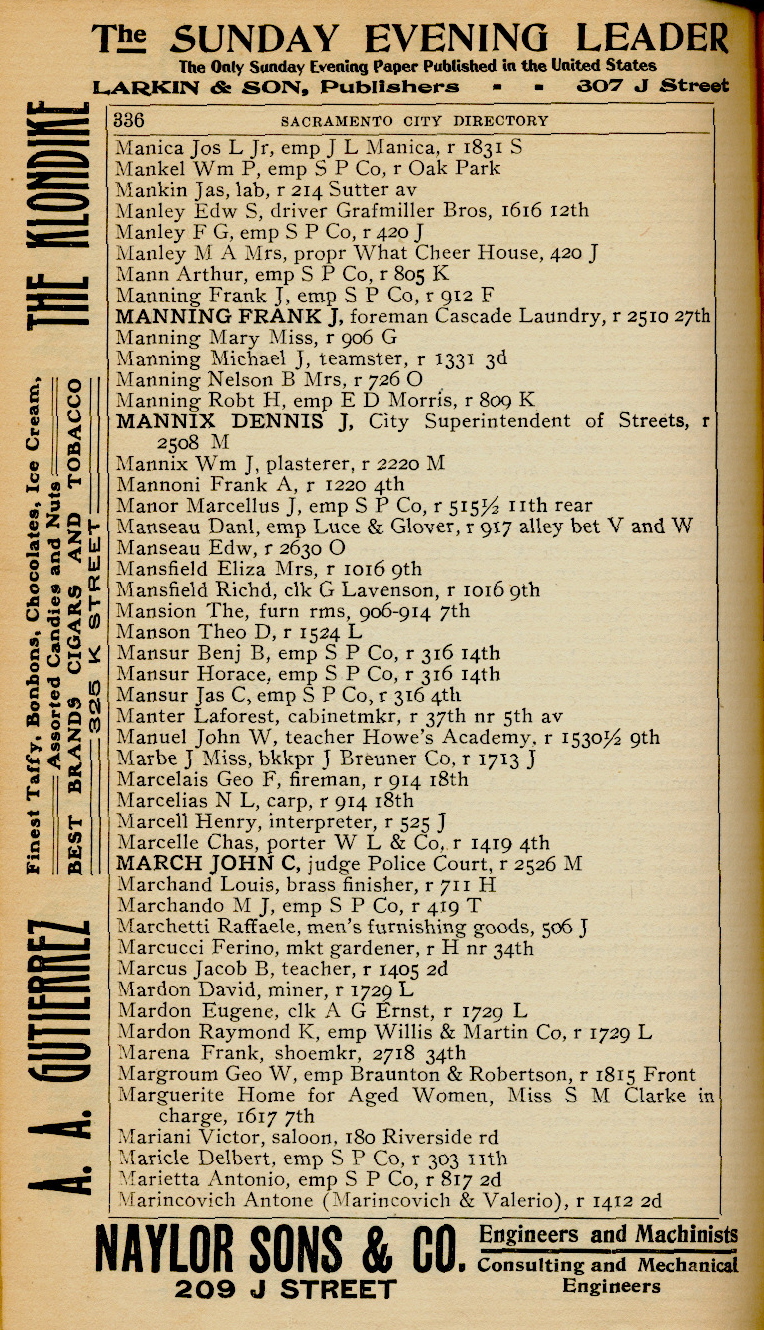 The SUNDAY EVENING LEADER
The Only Sunday Evening Paper Published in the United States
LARKIN & SON, Publishers - - 307 J Street
336 SACRAMENTO CITY DIRECTORY
Manica Jos L Jr, emp J L Manica, r 1831 S
Mankel Wm P, emp S P Co, r Oak Park
Mankin Jas, lab, r 214 Sutter av
Manley Edw S, driver Grafmiller Bros, 1616 12th
Manley F G, emp S P Co, r 420 J
Manley M A Mrs, propr What Cheer House, 420 J
Mann Arthur, emp S P Co, r 805 K
Manning Frank J, emp S P Co, r 912 F
MANNING FRANK J, foreman Cascade Laundry, r 2510 27th
Manning Mary Miss, r 906 G
Manning Michael J, teamster, r 1331 3d
Manning Nelson B Mrs, r 726 O
Manning Robt H, emp E D Morris, r 809 K
MANNIX DENNIS J, City Superintendent of Streets, r
2508 M
Mannix Wm J, plasterer, r 2220 M
Mannoni Frank A, r 1220 4th
Manor Marcellus J, emp S P Co, r 515½ 11th rear
Manseau Danl, emp Luce & Glover, r 917 alley bet V and W
Manseau Edw, r 2630 O
Mansfield Eliza Mrs, r 1016 9th
Mansfield Richd, clk G Lavenson, r 1016 9th
Mansion The, furn rms, 906-914 7th
Manson Theo D, r 1524 L
Mansur Benj B, emp S P Co, r 316 14th
Mansur Horace, emp S P Co, r 316 14th
Mansur Jas C, emp S P Co, r 316 4th
Manter Laforest, cabinetmkr, r 37th nr 5th av
Manuel John W, teacher Howe's Academy, r 1530½ 9th
Marbe J Miss, bkkpr J Breuner Co, r 1713 J
Marcelais Geo F, fireman, r 914 18th
Marcelias N L, carp, r 914 18th
Marcell Henry, interpreter, r 525 J
Marcelle Chas, porter W L & Co, r 1419 4th
MARCH JOHN C, judge Police Court, r 2526 M
Marchand Louis, brass finisher, r 711 H
Marchando M J, emp S P Co, r 419 T
Marchetti Raffaele, men's furnishing goods, 506 J
Marcucci Ferino, mkt gardener, r H nr 34th
Marcus Jacob B, teacher, r 1405 2d
Mardon David, miner, r 1729 L
Mardon Eugene, clk A G Ernst, r 1729 L
Mardon Raymond K, emp Willis & Martin Co, r 1729 L
Marena Frank, shoemkr, 2718 34th
Margroum Geo W, emp Braunton & Robertson, r 1815 Front
Marguerite Home for Aged Women, Miss S M Clarke in
charge, 1617 7th
Mariani Victor, saloon, 180 Riverside rd
Maricle Delbert, emp S P Co, r 303 11th
Marietta Antonio, emp S P Co, r 817 2d
Marincovich Antone (Marincovich & Valerio), r 1412 2d
A. A. GUTIERREZ THE KLONDIKE
Finest Taffy, Bonbons, Chocolates, Ice Cream,
Assorted Candies and Nuts
BEST BRANDS CIGARS AND TOBACCO
325 K STREET
NAYLOR SONS & CO. Engineers and Machinists
209 J STREET Consulting and Mechanical
Engineers